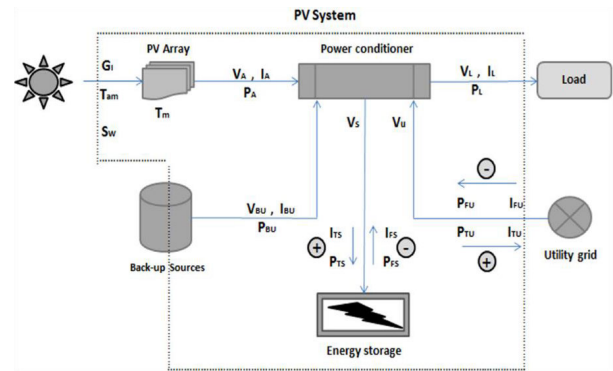 PV System
PV Array
Power conditioner
GI
Tam
SW
Tm
VA , IA
PA
VL , IL
PL
Load
VS
VU
-
PFU IFU
PTU ITU
+
Utility grid
VBU , IBU
PBU
Back-up Sources
+
ITS
PTS
IFS
PFS
-
Energy storage